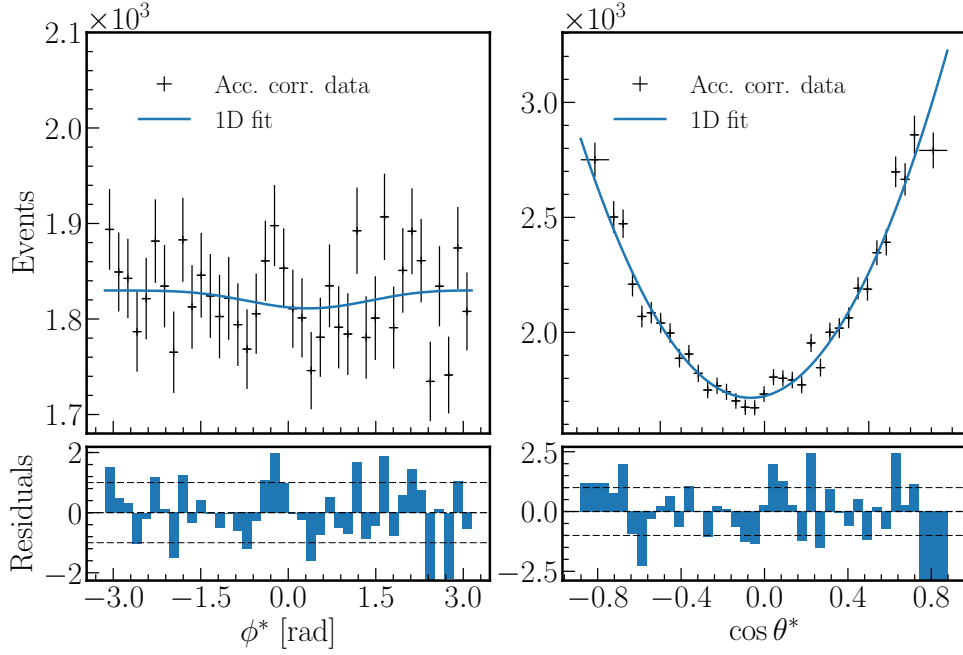 ×10³
2.1
2.0
1.9
1.8
1.7
Events
Acc. corr. data
1D fit
2
0
−2
Residuals
−3.0 −1.5 0.0 1.5 3.0
ϕ* [rad]
×10³
3.0
2.5
2.0
Acc. corr. data
1D fit
2.5
0.0
−2.5
−0.8 −0.4 0.0 0.4 0.8
cos θ*